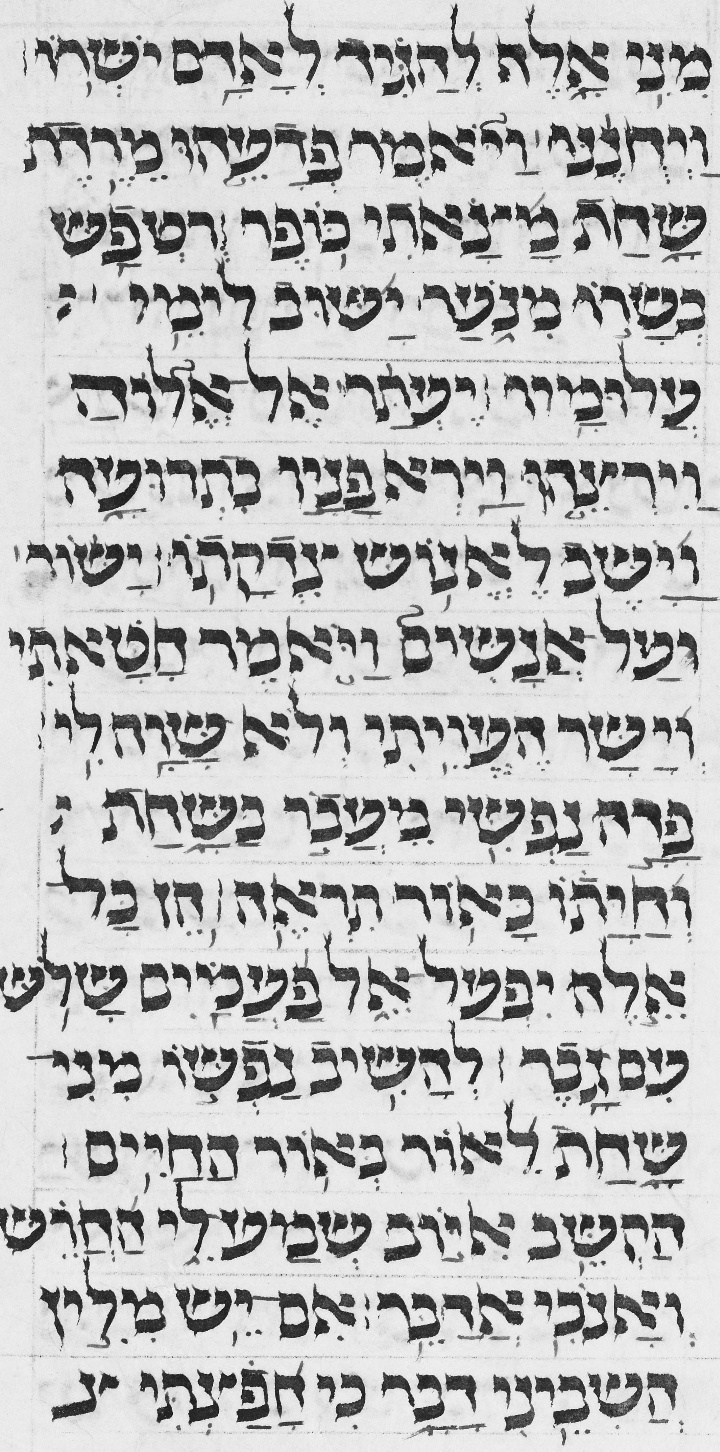 מִנִּי אָלֶף לְהַגִּיד לְאָדָם יׇשְׁרוֹ׃
וַיְחֻנֶּנּוּ וַיֹּאמֶר פְּדָעֵהוּ מֵרֶדֶת
שָׁחַת מָצָאתִי כֹפֶר׃ רֻטֲפַשׁ
בְּשָׂרוֹ מִנֹּעַר יָשׁוּב לִימֵי
עֲלוּמָיו׃ יֶעְתַּר אֶל אֱלוֹהַּ
וַיִּרְצֵהוּ וַיַּרְא פָּנָיו בִּתְרוּעָה
וַיָּשֶׁב לֶאֱנוֹשׁ צִדְקָתוֹ׃ יָשֹׁר
עַל אֲנָשִׁים וַיֹּאמֶר חָטָאתִי
וְיָשָׁר הֶעֱוֵיתִי וְלֹא שָׁוָה לִי׃
פָּדָה נַפְשִׁי מֵעֲבֹר בַּשָּׁחַת
וְחַיָּתוֹ בָּאוֹר תִּרְאֶה׃ הֶן כׇּל
אֵלֶּה יִפְעַל אֵל פַּעֲמַיִם שָׁלֹשׁ
עִם גָּבֶר׃ לְהָשִׁיב נַפְשׁוֹ מִנִּי
שָׁחַת לֵאוֹר בְּאוֹר הַחַיִּים׃
הַקְשֵׁב אִיּוֹב שְׁמַע לִי הַחֲרֵשׁ
וְאָנֹכִי אֲדַבֵּר׃ אִם יֵשׁ מִלִּין
הֲשִׁיבֵנִי דַּבֵּר כִּי חָפַצְתִּי צ